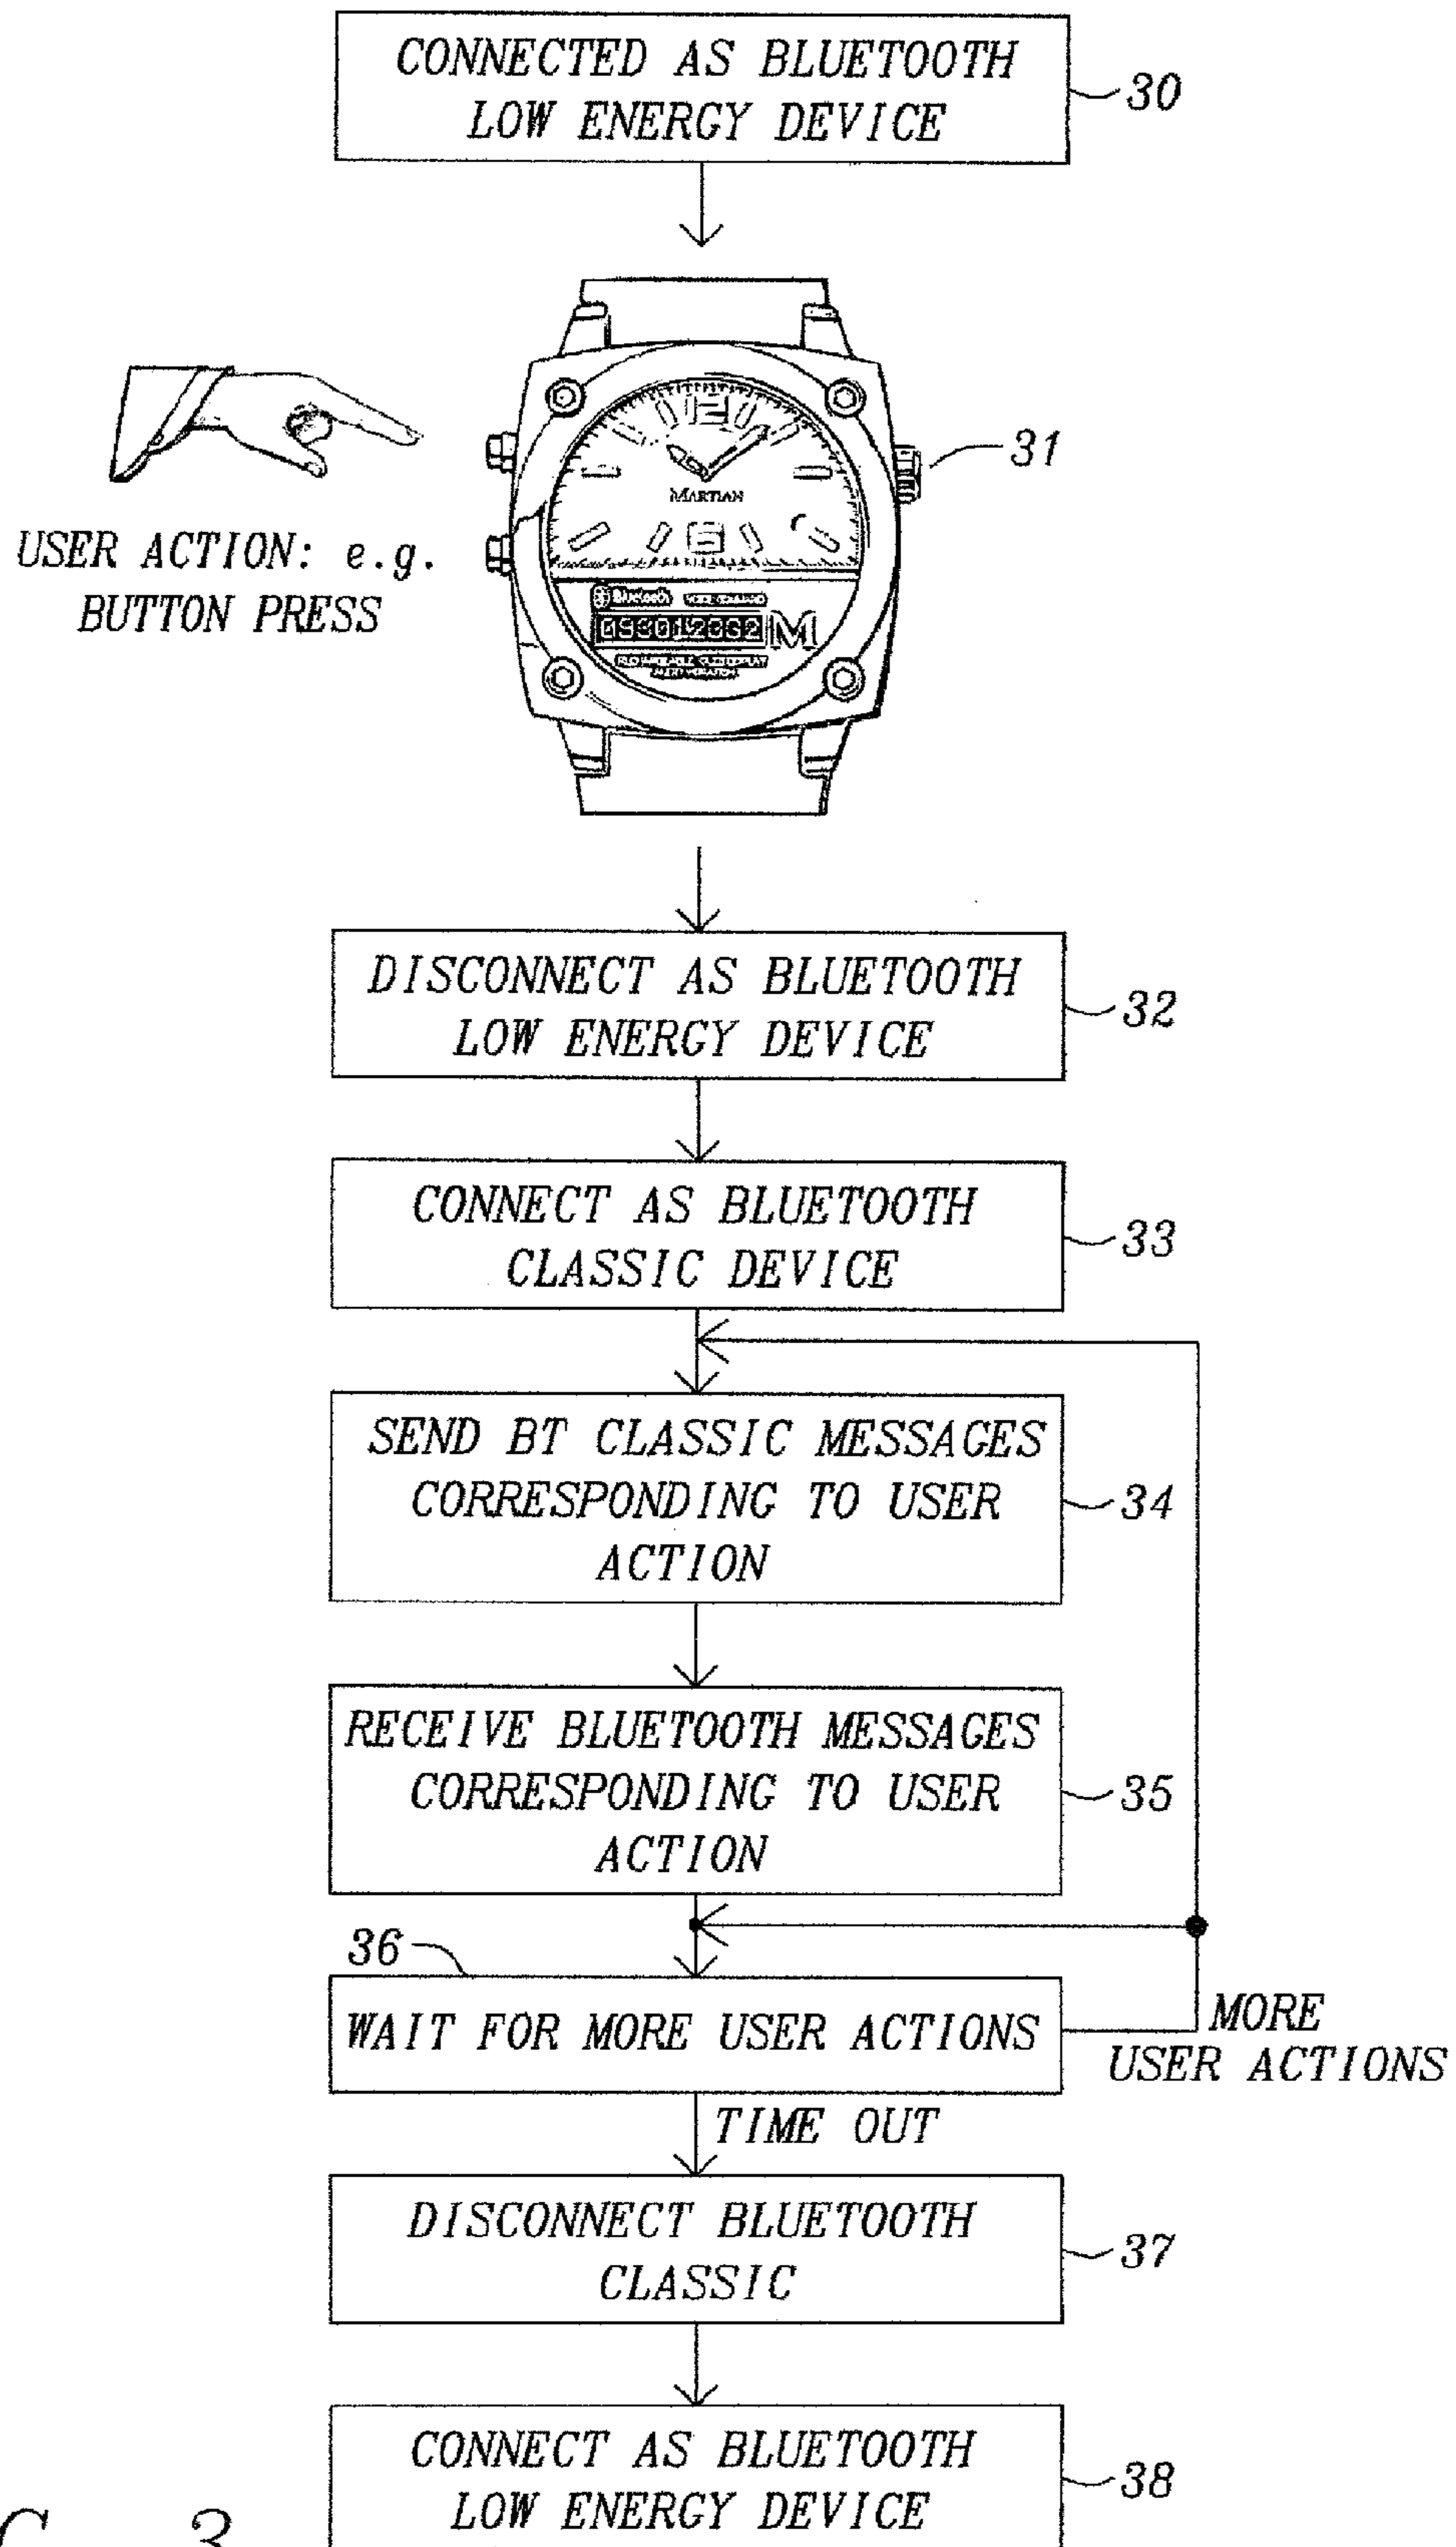 CONNECTED AS BLUETOOTH
LOW ENERGY DEVICE
30
31
MARTIAN
Bluetooth
M
USER ACTION: e.g.
BUTTON PRESS
DISCONNECT AS BLUETOOTH
LOW ENERGY DEVICE
32
CONNECT AS BLUETOOTH
CLASSIC DEVICE
33
SEND BT CLASSIC MESSAGES
CORRESPONDING TO USER
ACTION
34
RECEIVE BLUETOOTH MESSAGES
CORRESPONDING TO USER
ACTION
35
36
WAIT FOR MORE USER ACTIONS
MORE
USER ACTIONS
TIME OUT
DISCONNECT BLUETOOTH
CLASSIC
37
CONNECT AS BLUETOOTH
LOW ENERGY DEVICE
38
3